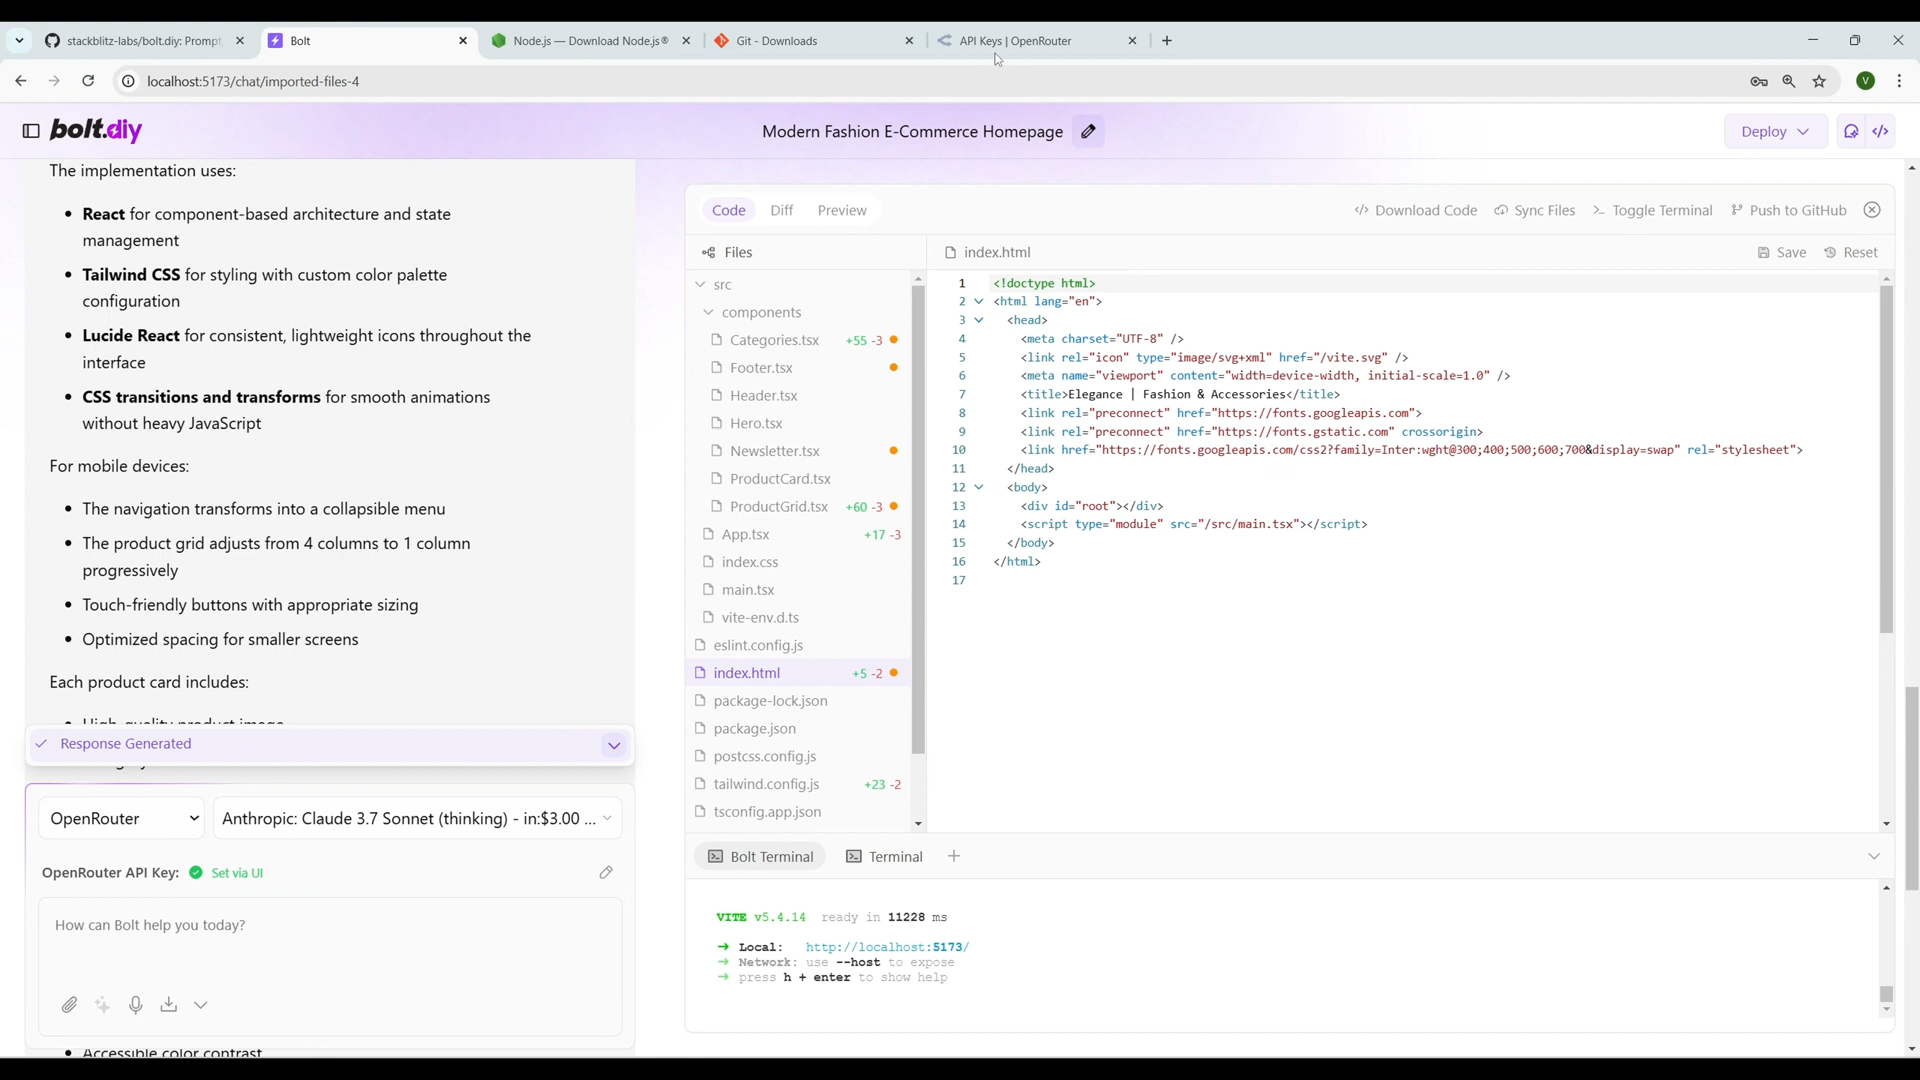 stackblitz-labs/bolt.diy: Prompt,
Bolt
Node.js — Download Node.js®
Git - Downloads
API Keys | OpenRouter
localhost:5173/chat/imported-files-4
V
bolt.diy
Modern Fashion E-Commerce Homepage
Deploy
The implementation uses:
• React for component-based architecture and state
management
• Tailwind CSS for styling with custom color palette
configuration
• Lucide React for consistent, lightweight icons throughout the
interface
• CSS transitions and transforms for smooth animations
without heavy JavaScript
For mobile devices:
• The navigation transforms into a collapsible menu
• The product grid adjusts from 4 columns to 1 column
progressively
• Touch-friendly buttons with appropriate sizing
• Optimized spacing for smaller screens
Each product card includes:
• High-quality product image
Response Generated
OpenRouter
Anthropic: Claude 3.7 Sonnet (thinking) - in:$3.00 ...
OpenRouter API Key: Set via UI
How can Bolt help you today?
• Accessible color contrast
Code Diff Preview
Download Code Sync Files Toggle Terminal Push to GitHub
Files
src
components
Categories.tsx +55 -3
Footer.tsx
Header.tsx
Hero.tsx
Newsletter.tsx
ProductCard.tsx
ProductGrid.tsx +60 -3
App.tsx +17 -3
index.css
main.tsx
vite-env.d.ts
eslint.config.js
index.html +5 -2
package-lock.json
package.json
postcss.config.js
tailwind.config.js +23 -2
tsconfig.app.json
index.html
Save Reset
1 <!doctype html>
2 <html lang="en">
3 <head>
4 <meta charset="UTF-8" />
5 <link rel="icon" type="image/svg+xml" href="/vite.svg" />
6 <meta name="viewport" content="width=device-width, initial-scale=1.0" />
7 <title>Elegance | Fashion & Accessories</title>
8 <link rel="preconnect" href="https://fonts.googleapis.com">
9 <link rel="preconnect" href="https://fonts.gstatic.com" crossorigin>
10 <link href="https://fonts.googleapis.com/css2?family=Inter:wght@300;400;500;600;700&display=swap" rel="stylesheet">
11 </head>
12 <body>
13 <div id="root"></div>
14 <script type="module" src="/src/main.tsx"></script>
15 </body>
16 </html>
17
Bolt Terminal Terminal
VITE v5.4.14 ready in 11228 ms
➜ Local: http://localhost:5173/
➜ Network: use --host to expose
➜ press h + enter to show help